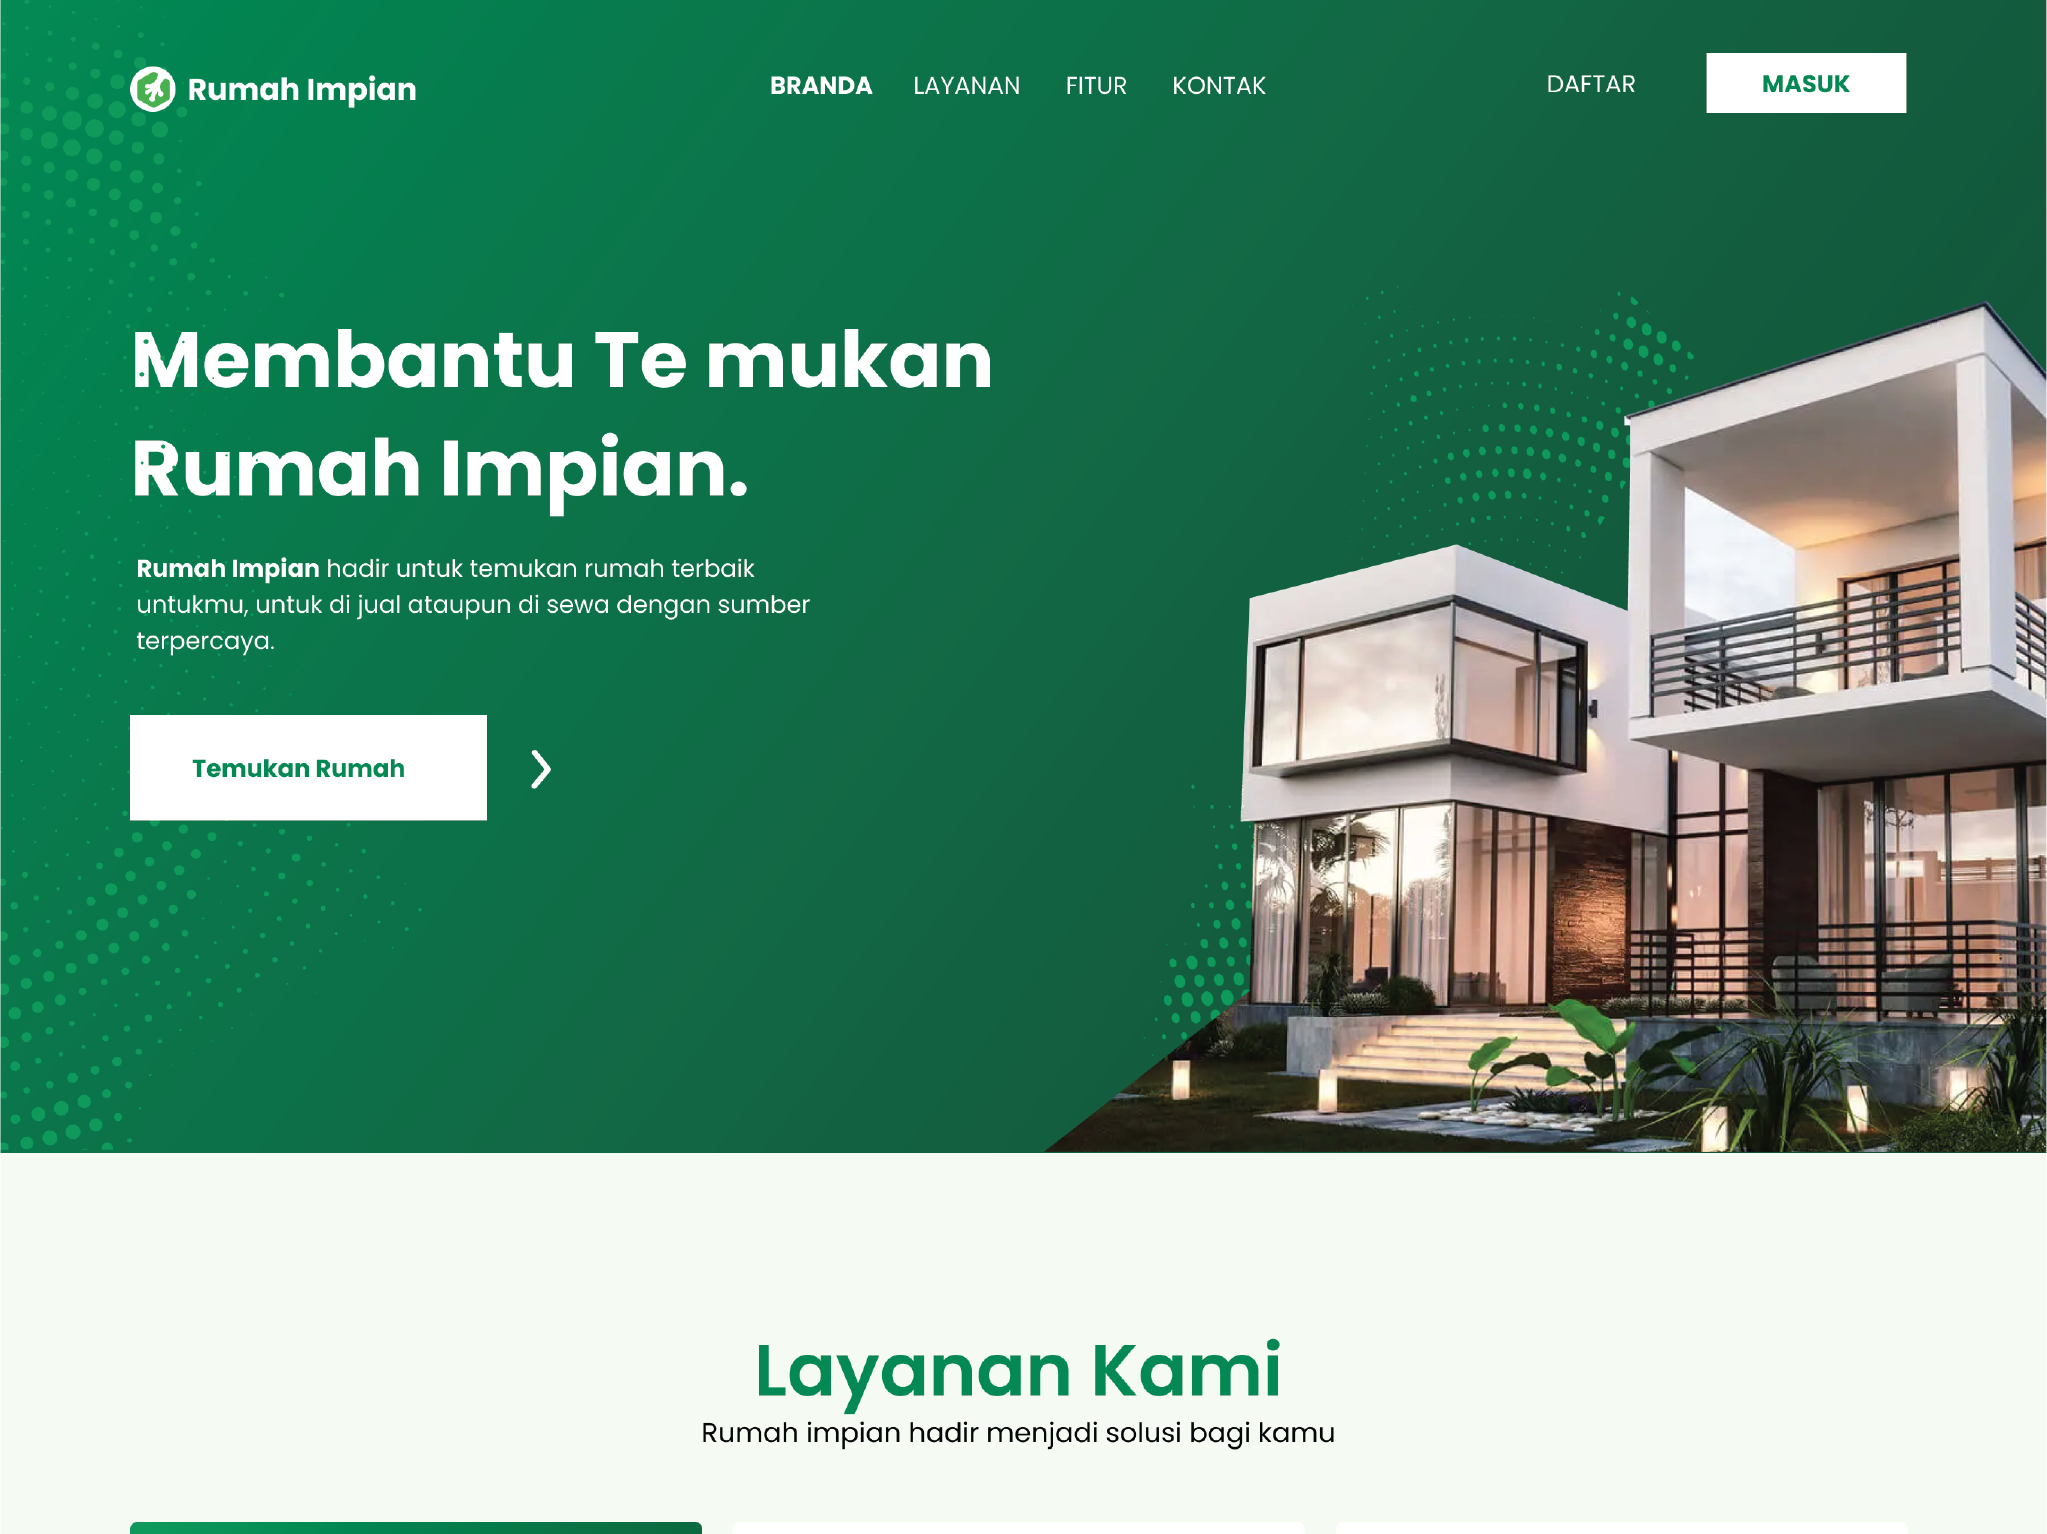 Rumah Impian
BRANDA
LAYANAN
FITUR
KONTAK
DAFTAR
MASUK
Membantu Te mukan
Rumah Impian.
Rumah Impian hadir untuk temukan rumah terbaik
untukmu, untuk di jual ataupun di sewa dengan sumber
terpercaya.
Temukan Rumah
Layanan Kami
Rumah impian hadir menjadi solusi bagi kamu